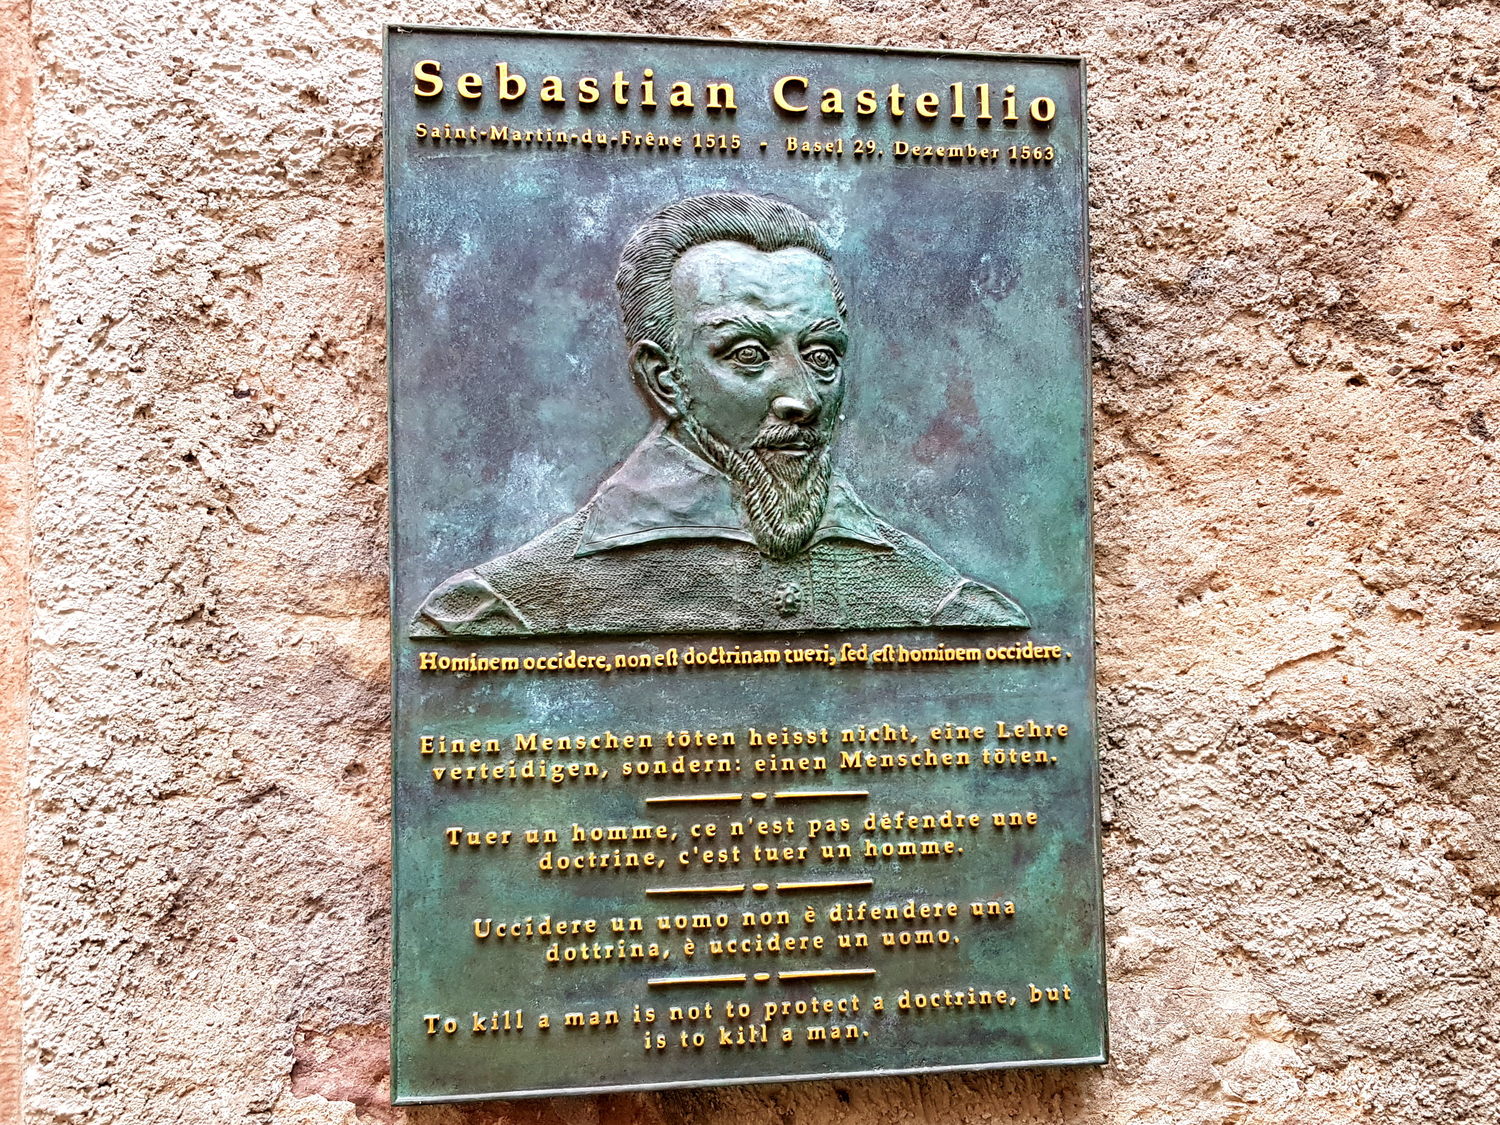 Sebastian Castellio
Saint-Martin-du-Frêne 1515 - Basel 29. Dezember 1563
Hominem occidere, non eſt doctrinam tueri, ſed eſt hominem occidere.
Einen Menschen töten heisst nicht, eine Lehre
verteidigen, sondern: einen Menschen töten.
Tuer un homme, ce n'est pas défendre une
doctrine, c'est tuer un homme.
Uccidere un uomo non è difendere una
dottrina, è uccidere un uomo.
To kill a man is not to protect a doctrine, but
is to kill a man.